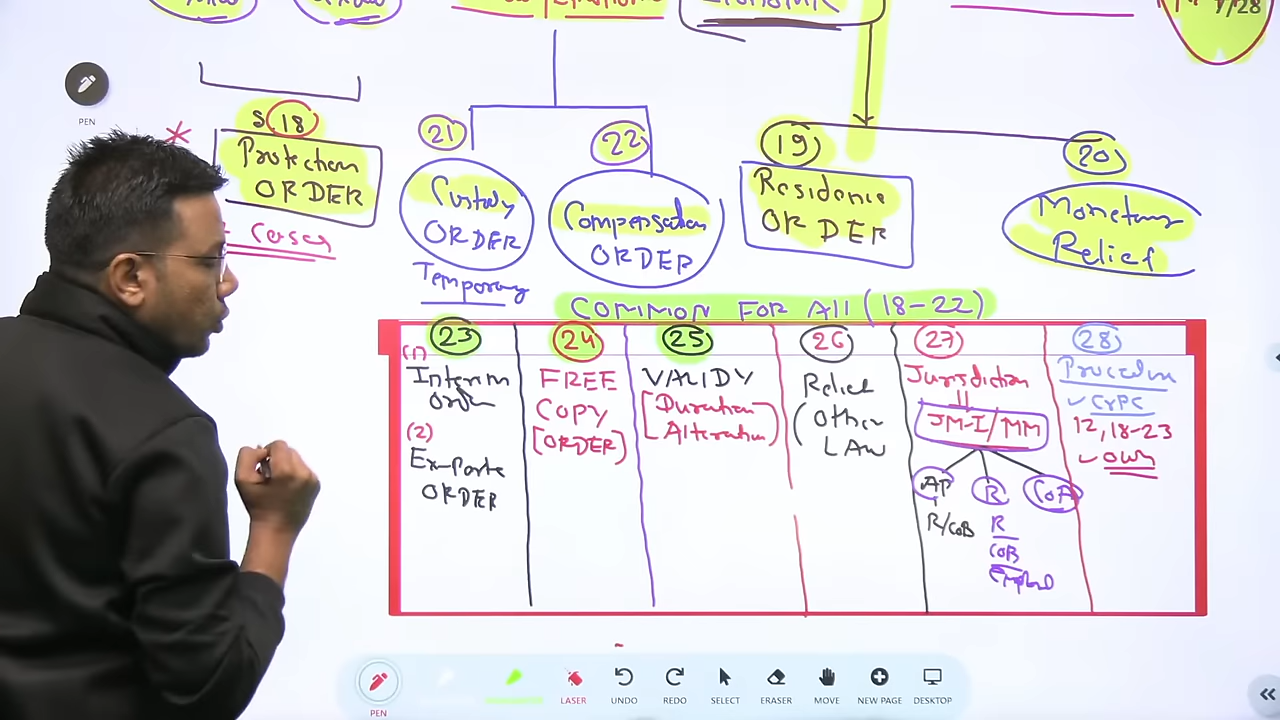 7/28
PEN
S 18
Protection
ORDER
Cases
21
Custody
ORDER
Temporary
22
Compensation
ORDER
19
Residence
ORDER
20
Monetary
Relief
COMMON FOR All (18-22)
23
(1)
Interim
Order
(2)
Ex-Parte
ORDER
24
FREE
COPY
[ORDER]
25
VALIDY
[Duration
Alteration]
26
Relief
(Other
LAW
27
Jurisdiction
JM-I/MM
AP
R
CoA
R/CoB
R
CoB
28
Procedure
CrPC
12, 18-23
OWN
PEN
LASER
UNDO
REDO
SELECT
ERASER
MOVE
NEW PAGE
DESKTOP